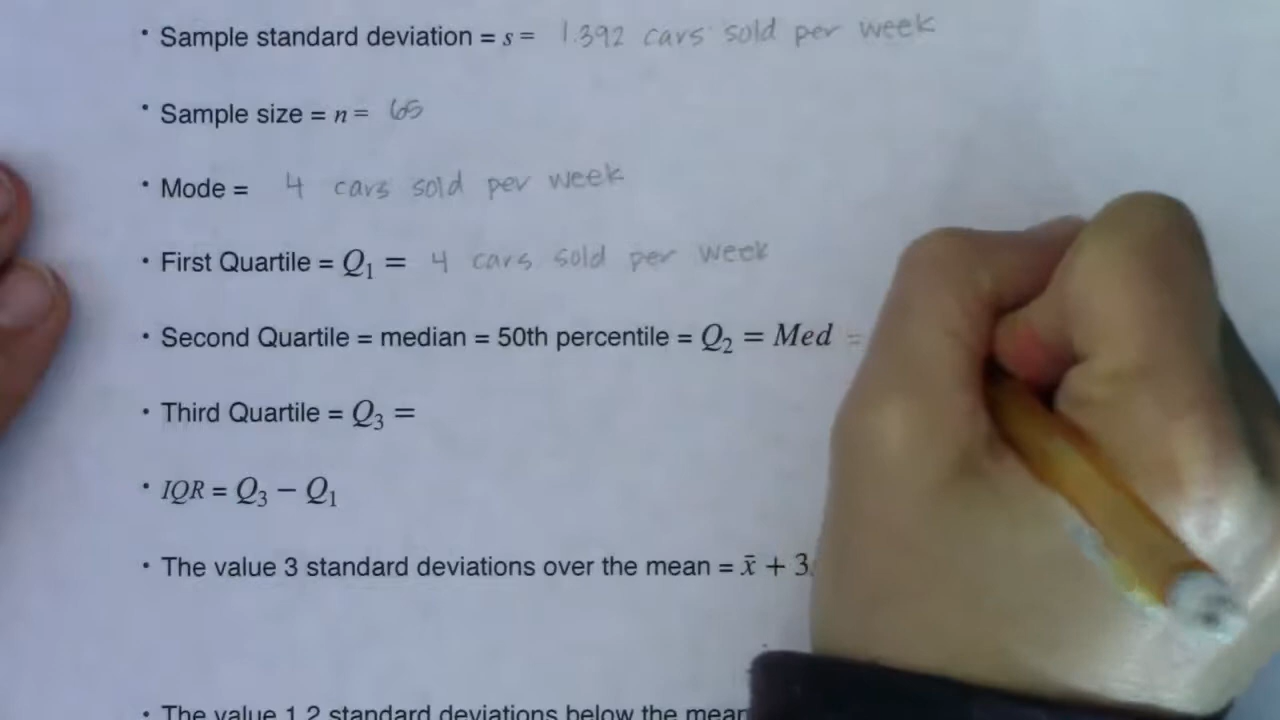 • Sample standard deviation = s = 1.392 cars sold per week
• Sample size = n = 65
• Mode = 4 cars sold per week
• First Quartile = Q₁ = 4 cars sold per week
• Second Quartile = median = 50th percentile = Q₂ = Med =
• Third Quartile = Q₃ =
• IQR = Q₃ − Q₁
• The value 3 standard deviations over the mean = x̄ + 3
• The value 1.2 standard deviations below the mean